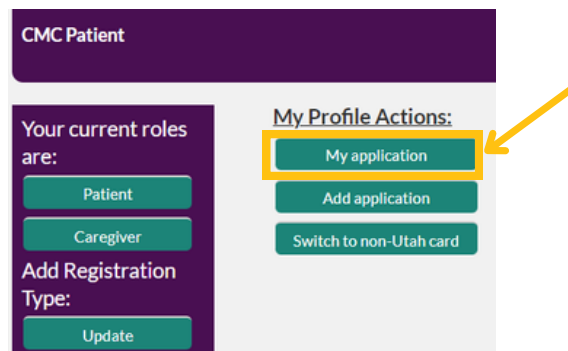 CMC Patient
Your current roles
are:
Patient
Caregiver
Add Registration
Type:
Update
My Profile Actions:
My application
Add application
Switch to non-Utah card